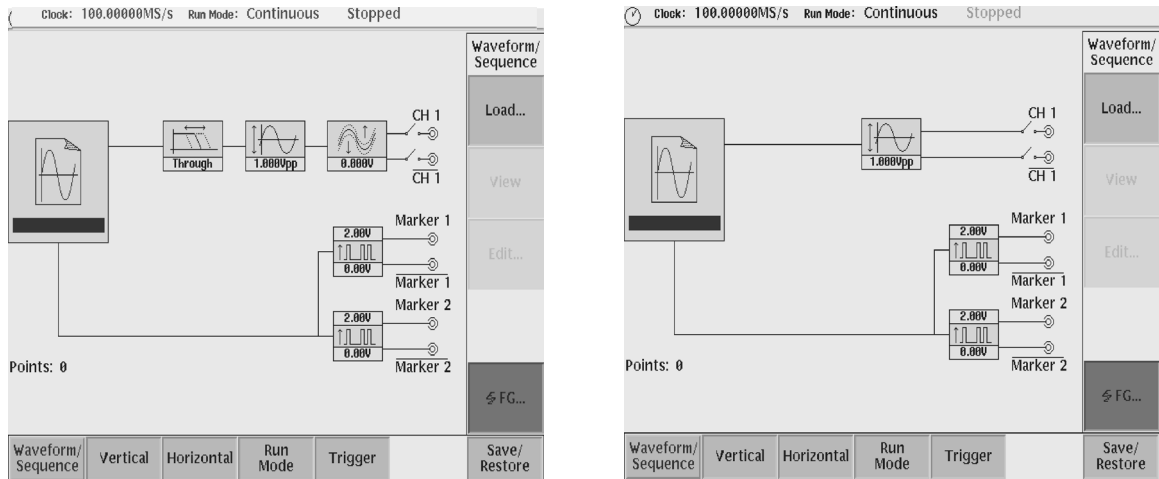 Clock: 100.00000MS/s Run Mode: Continuous Stopped
Waveform/
Sequence
Load...
View
Edit...
CH 1
Through
1.000Vpp
0.000V
CH 1
Marker 1
2.00V
0.00V
Marker 1
Marker 2
2.00V
0.00V
Marker 2
Points: 0
FG...
Waveform/
Sequence
Vertical
Horizontal
Run
Mode
Trigger
Save/
Restore
Clock: 100.00000MS/s Run Mode: Continuous Stopped
Waveform/
Sequence
Load...
View
Edit...
CH 1
1.000Vpp
CH 1
Marker 1
2.00V
0.00V
Marker 1
Marker 2
2.00V
0.00V
Marker 2
Points: 0
FG...
Waveform/
Sequence
Vertical
Horizontal
Run
Mode
Trigger
Save/
Restore